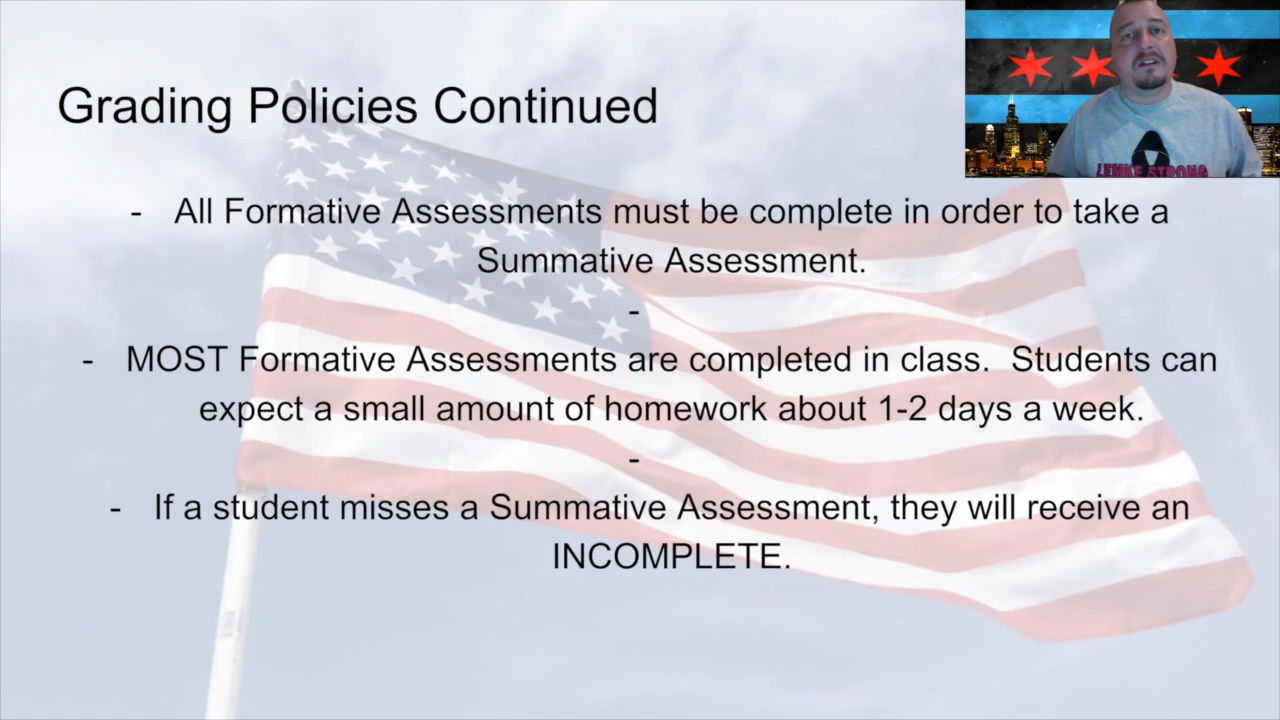 Grading Policies Continued
LEMKE STRONG
- All Formative Assessments must be complete in order to take a
Summative Assessment.
-
- MOST Formative Assessments are completed in class.  Students can
expect a small amount of homework about 1-2 days a week.
-
- If a student misses a Summative Assessment, they will receive an
INCOMPLETE.